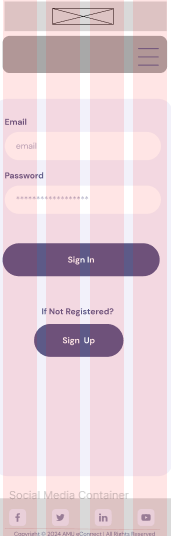 Email
email
Password
••••••••••••••••••
Sign In
If Not Registered?
Sign Up
Social Media Container
Copyright © 2024 AMU eConnect | All Rights Reserved